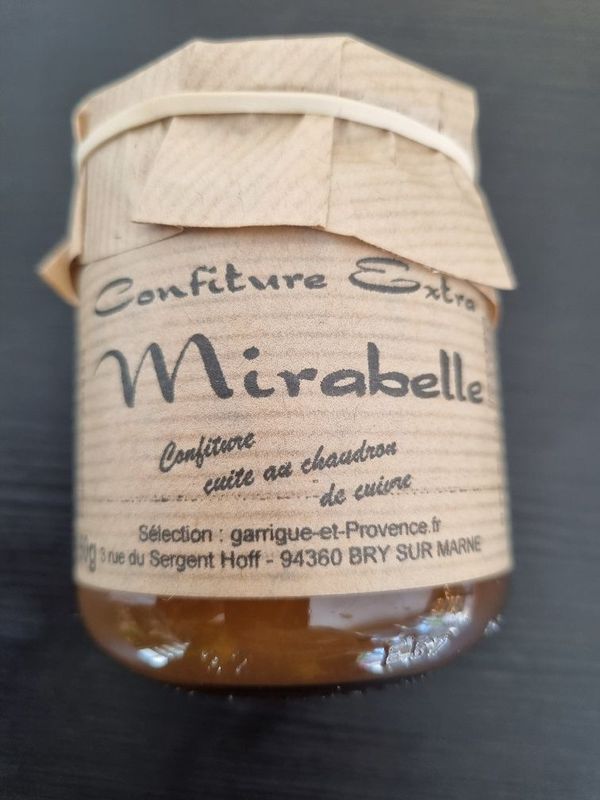 Confiture Extra
Mirabelle
Confiture
cuite au chaudron
de cuivre
Sélection : garrigue-et-Provence.fr
3 rue du Sergent Hoff - 94360 BRY SUR MARNE